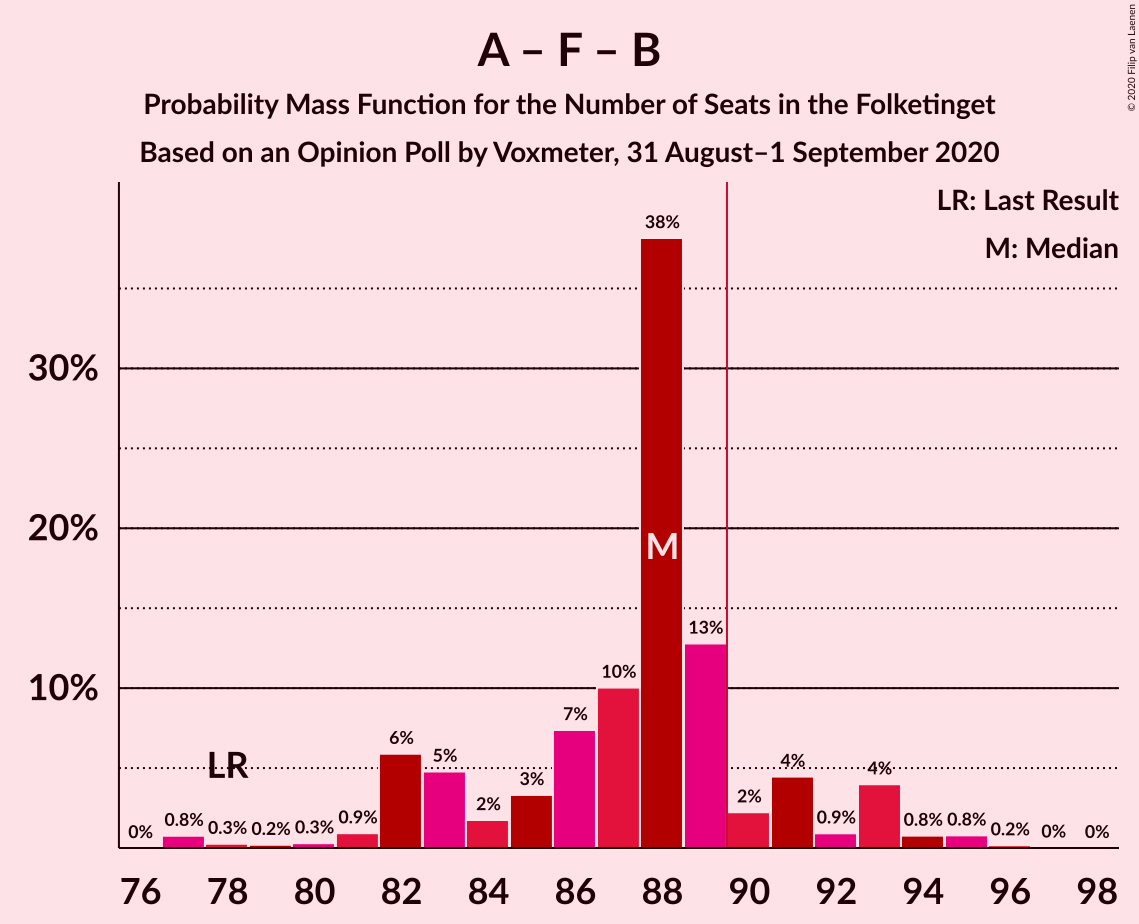 A – F – B
Probability Mass Function for the Number of Seats in the Folketinget
Based on an Opinion Poll by Voxmeter, 31 August–1 September 2020
© 2020 Filip van Laenen
LR: Last Result
M: Median
38%
30%
20%
M
13%
10%
10%
7%
6%
5%
LR
3%
4%
4%
2%
2%
0%
0.8%
0.3%
0.2%
0.3%
0.9%
0.9%
0.8%
0.8%
0.2%
0%
0%
76 78 80 82 84 86 88 90 92 94 96 98